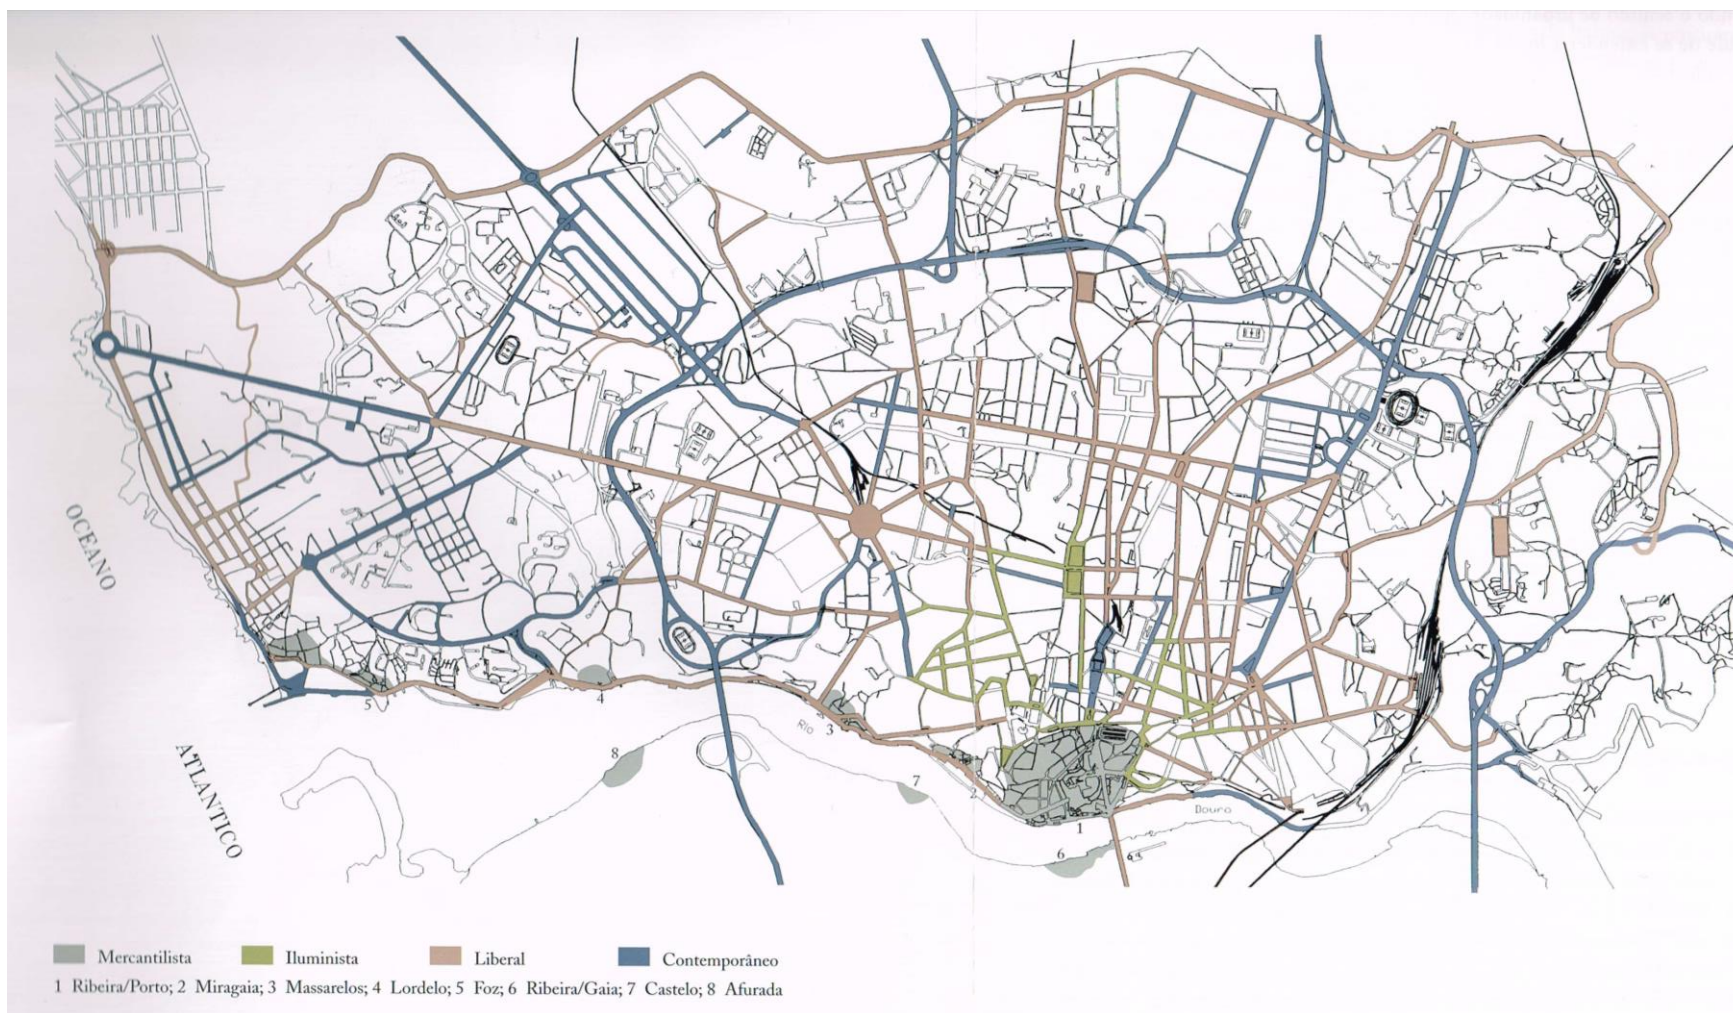 OCEANO
ATLANTICO
Rio
Douro
5
4
3
8
7
2
1
6
Mercantilista
Iluminista
Liberal
Contemporâneo
1 Ribeira/Porto; 2 Miragaia; 3 Massarelos; 4 Lordelo; 5 Foz; 6 Ribeira/Gaia; 7 Castelo; 8 Afurada